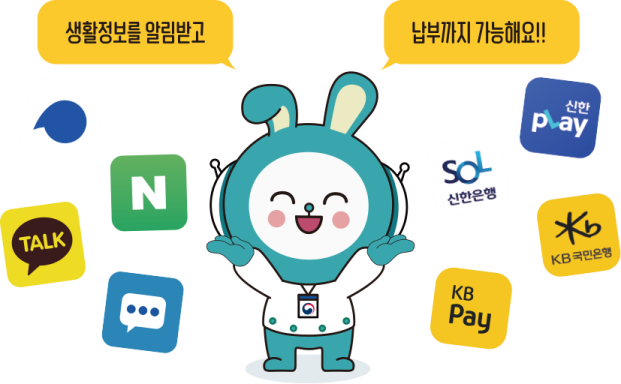 생활정보를 알림받고
납부까지 가능해요!!
신한
pLay
N
SOL
신한은행
TALK
KB국민은행
KB
Pay